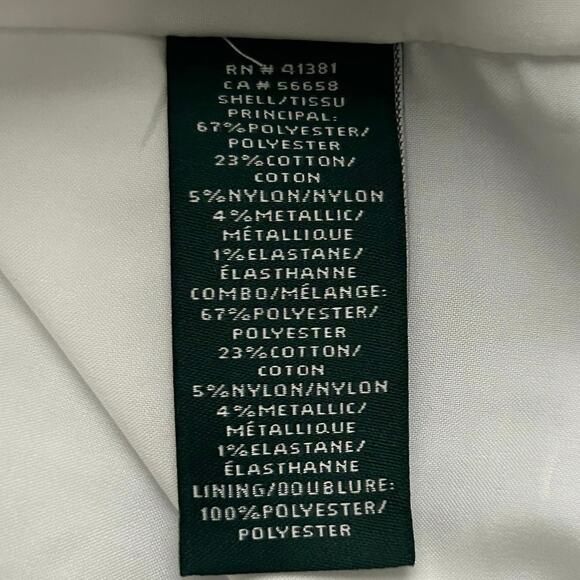 RN # 41381
CA # 56658
SHELL/TISSU
PRINCIPAL:
67%POLYESTER/
POLYESTER
23%COTTON/
COTON
5%NYLON/NYLON
4%METALLIC/
MÉTALLIQUE
1%ELASTANE/
ÉLASTHANNE
COMBO/MÉLANGE:
67%POLYESTER/
POLYESTER
23%COTTON/
COTON
5%NYLON/NYLON
4%METALLIC/
MÉTALLIQUE
1%ELASTANE/
ÉLASTHANNE
LINING/DOUBLURE:
100%POLYESTER/
POLYESTER